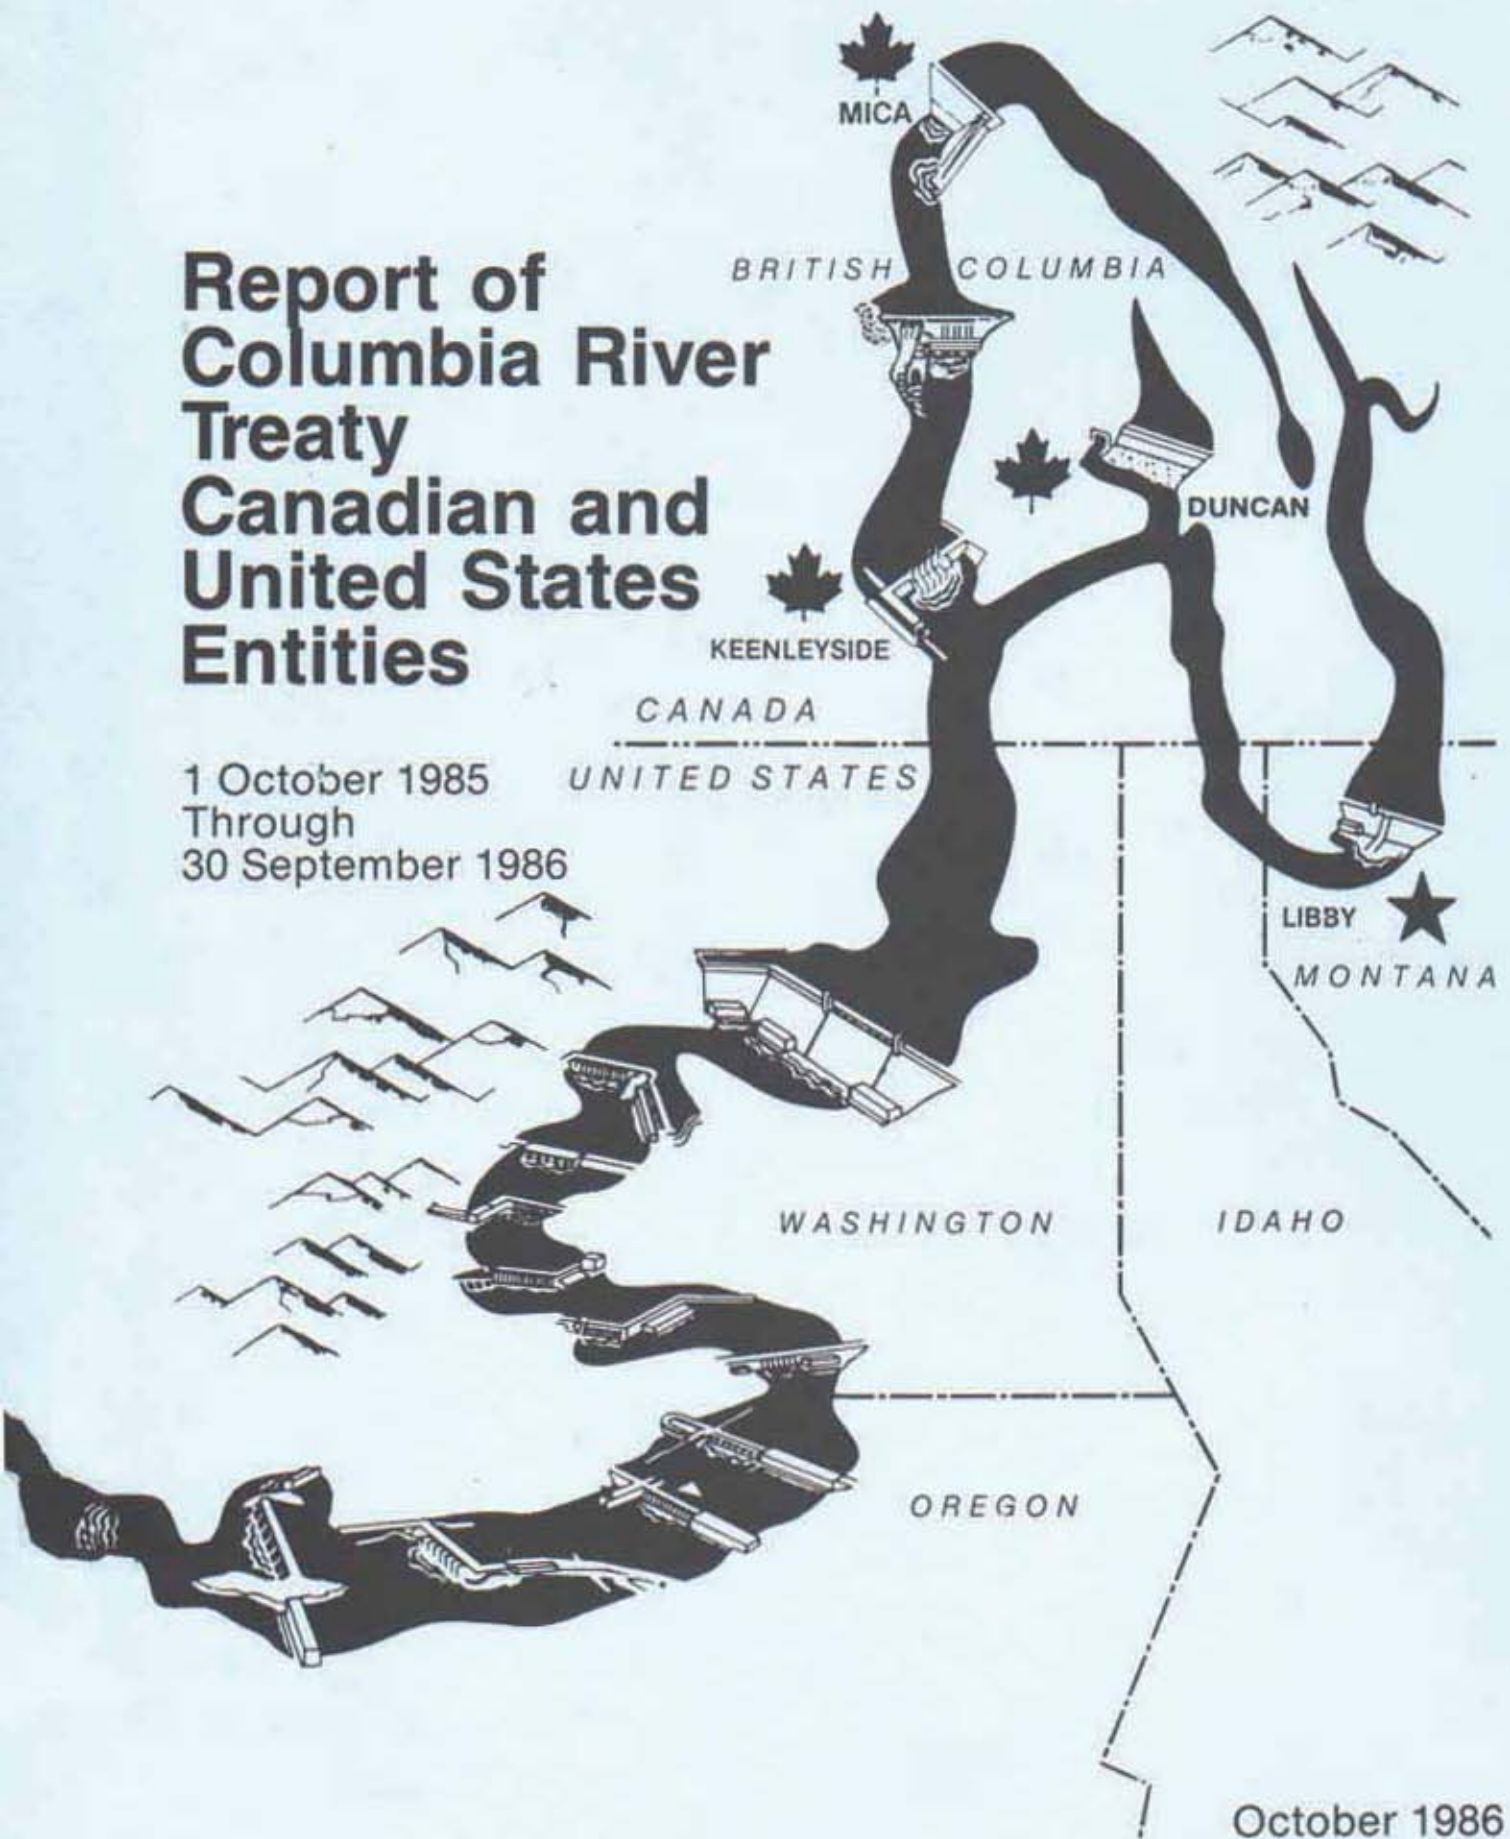 MICA
BRITISH COLUMBIA
Report of
Columbia River
Treaty
Canadian and
United States
Entities
DUNCAN
KEENLEYSIDE
CANADA
UNITED STATES
1 October 1985
Through
30 September 1986
LIBBY
MONTANA
WASHINGTON
IDAHO
OREGON
October 1986